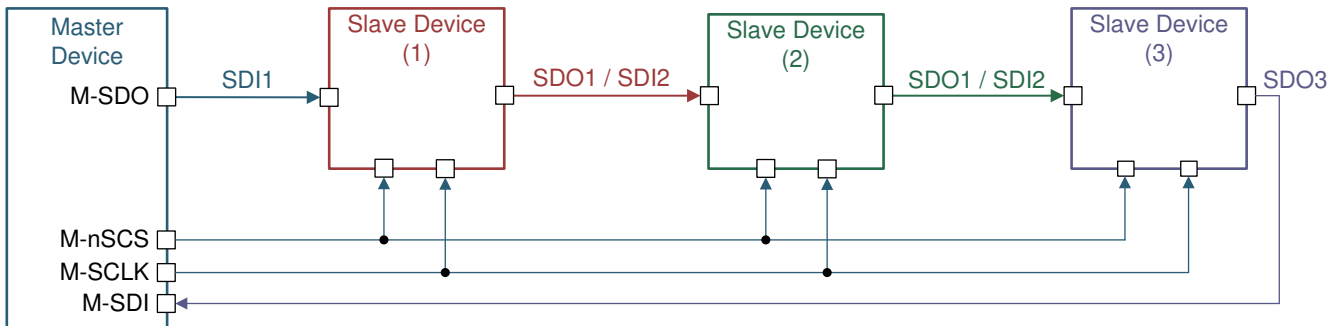 Master
Device
Slave Device
(1)
Slave Device
(2)
Slave Device
(3)
M-SDO
SDI1
SDO1 / SDI2
SDO1 / SDI2
SDO3
M-nSCS
M-SCLK
M-SDI